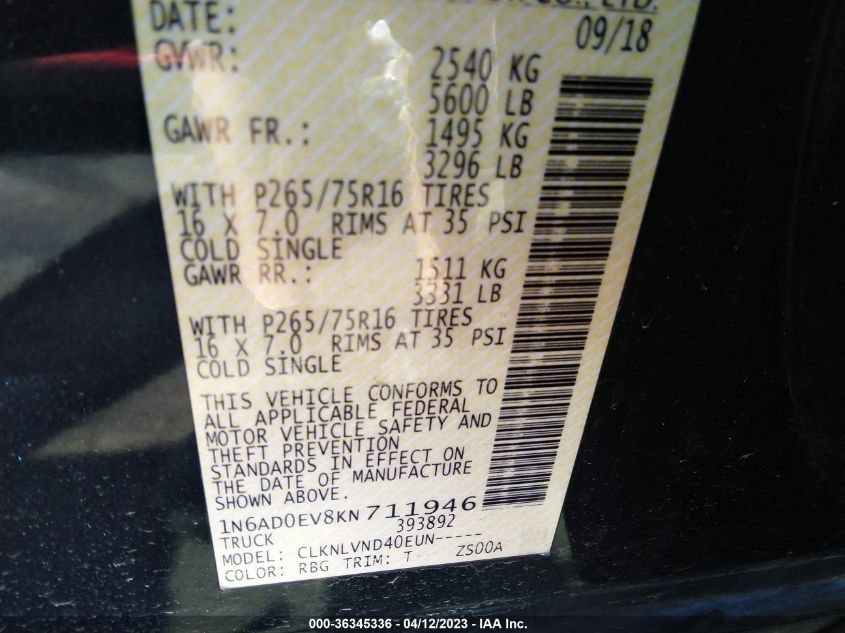 CO., LTD.
DATE: 09/18
GVWR: 2540 KG
5600 LB
GAWR FR.: 1495 KG
3296 LB
WITH P265/75R16 TIRES
16 X 7.0 RIMS AT 35 PSI
COLD SINGLE
GAWR RR.: 1511 KG
3331 LB
WITH P265/75R16 TIRES
16 X 7.0 RIMS AT 35 PSI
COLD SINGLE
THIS VEHICLE CONFORMS TO
ALL APPLICABLE FEDERAL
MOTOR VEHICLE SAFETY AND
THEFT PREVENTION
STANDARDS IN EFFECT ON
THE DATE OF MANUFACTURE
SHOWN ABOVE.
1N6AD0EV8KN 711946
TRUCK 393892
MODEL: CLKNLVND40EUN-----
COLOR: RBG TRIM: T- ZS00A
000-36345336 - 04/12/2023 - IAA Inc.